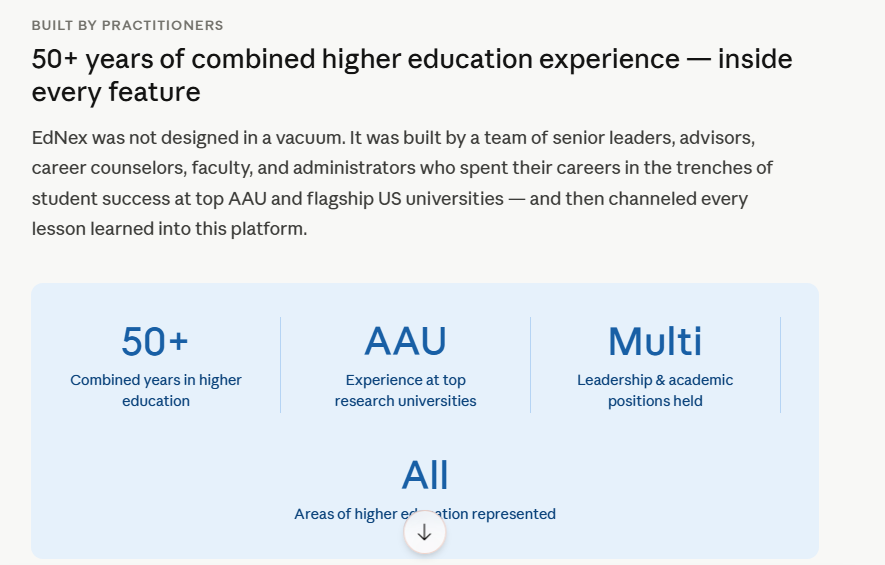 BUILT BY PRACTITIONERS
50+ years of combined higher education experience — inside
every feature
EdNex was not designed in a vacuum. It was built by a team of senior leaders, advisors,
career counselors, faculty, and administrators who spent their careers in the trenches of
student success at top AAU and flagship US universities — and then channeled every
lesson learned into this platform.
50+
Combined years in higher
education
AAU
Experience at top
research universities
Multi
Leadership & academic
positions held
All
Areas of higher education represented